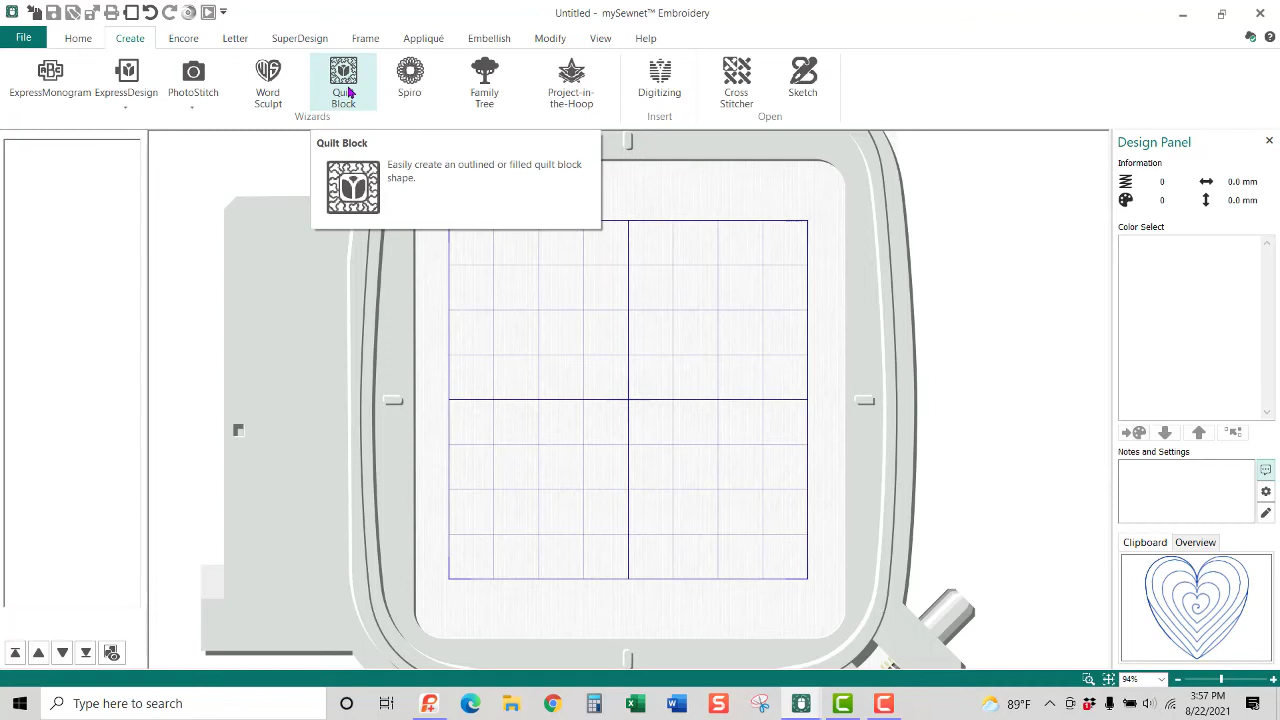 Untitled - mySewnet™ Embroidery
File Home Create Encore Letter SuperDesign Frame Appliqué Embellish Modify View Help
ExpressMonogram ExpressDesign PhotoStitch Word Sculpt Quilt Block Spiro Family Tree Project-in-the-Hoop Digitizing Cross Stitcher Sketch
Wizards Insert Open
Quilt Block
Easily create an outlined or filled quilt block
shape.
Design Panel
Information
0 0.0 mm
0 0.0 mm
Color Select
Notes and Settings
Clipboard Overview
94%
Type here to search
89°F
3:57 PM
8/22/2021